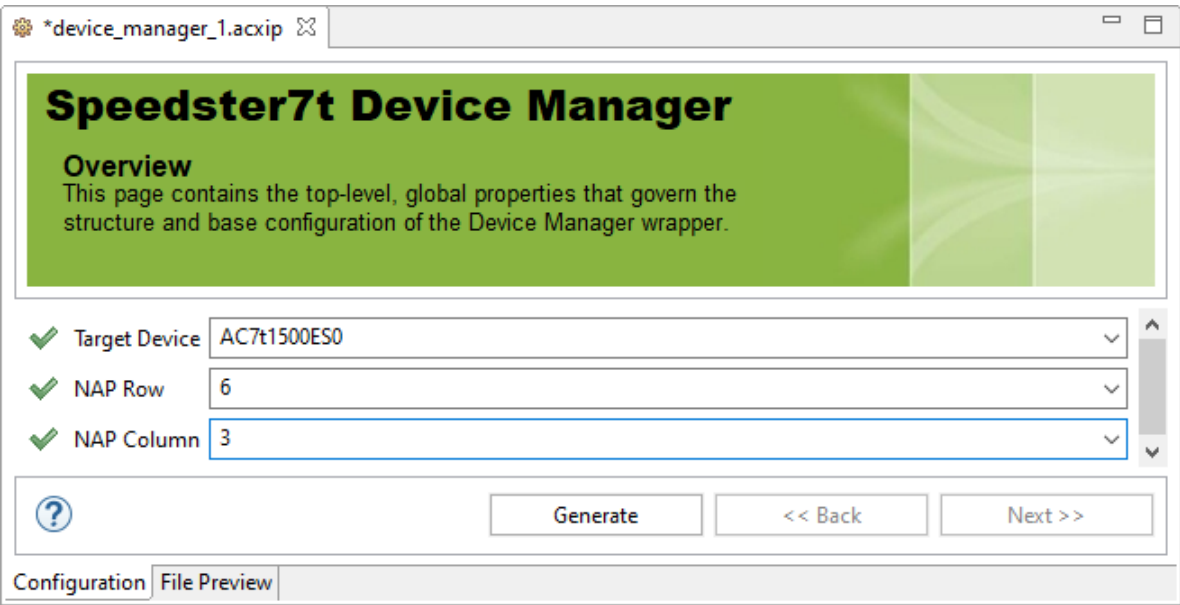 *device_manager_1.acxip
Speedster7t Device Manager
Overview
This page contains the top-level, global properties that govern the
structure and base configuration of the Device Manager wrapper.
Target Device AC7t1500ES0
NAP Row 6
NAP Column 3
? Generate << Back Next >>
Configuration File Preview